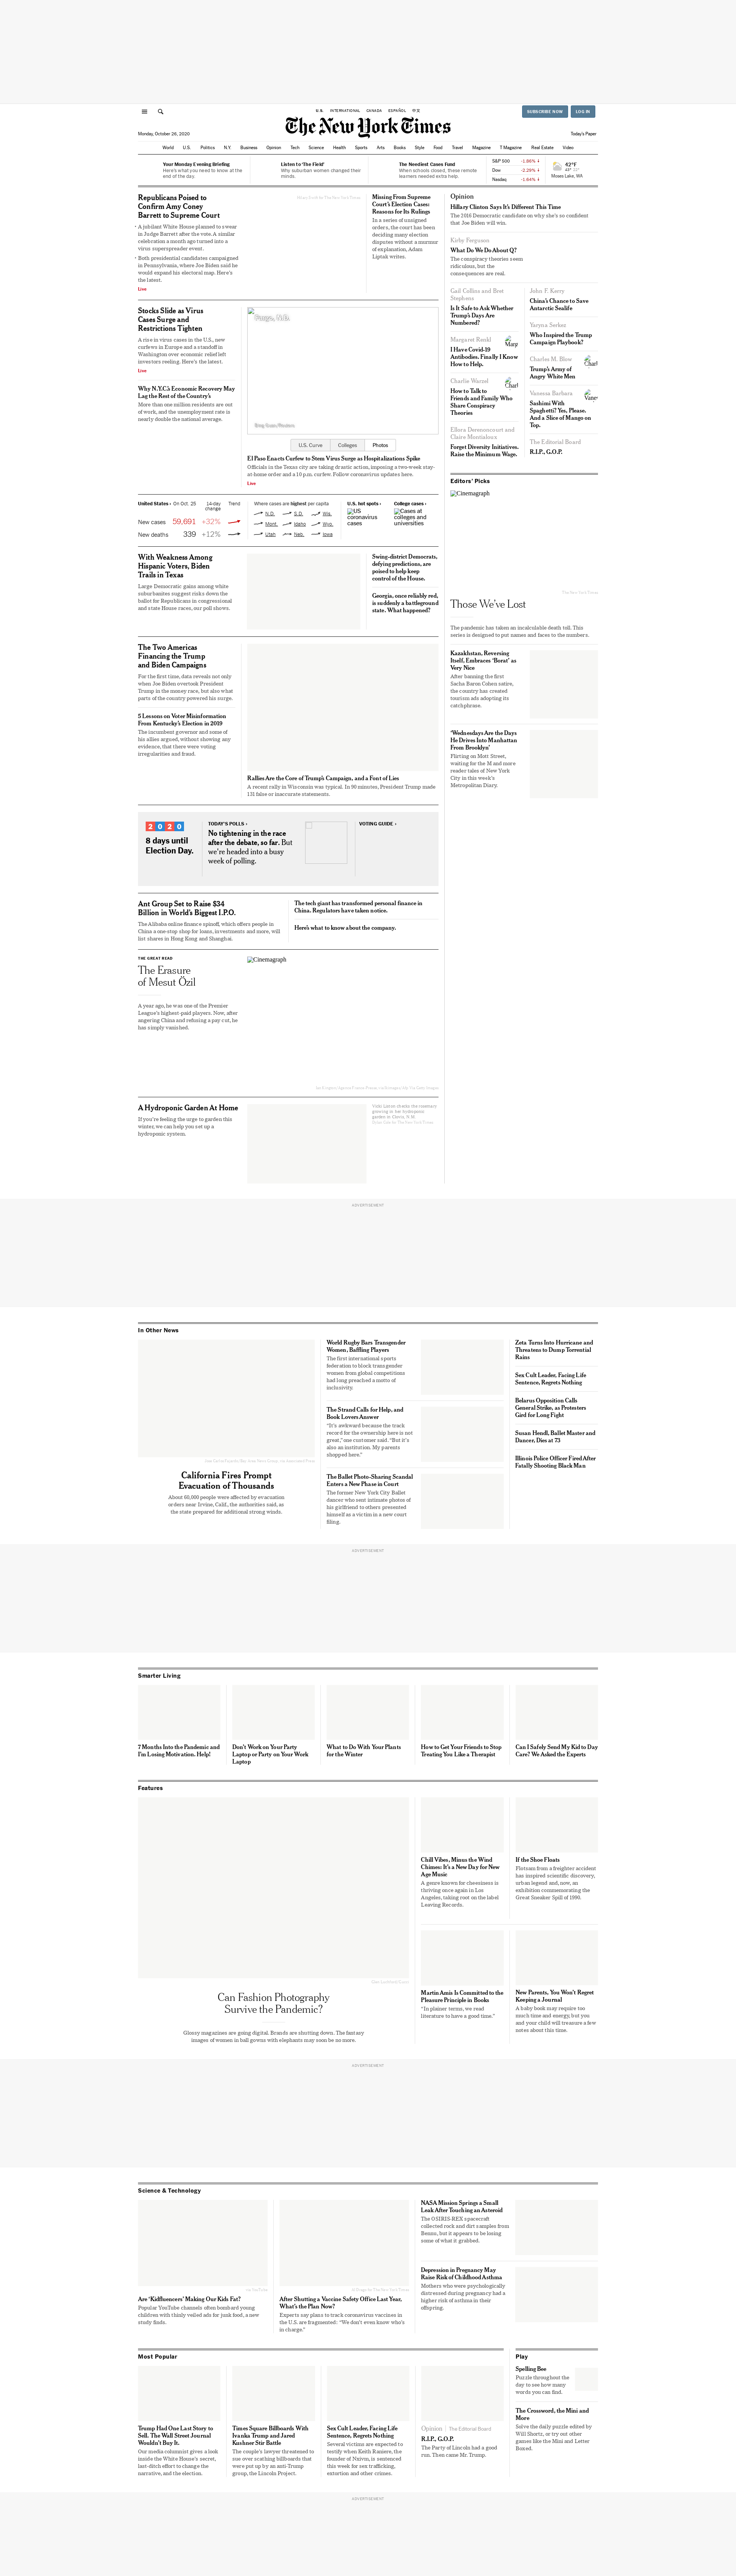 U.S. INTERNATIONAL CANADA ESPAÑOL 中文
SUBSCRIBE NOW LOG IN
The New York Times
Monday, October 26, 2020
Today's Paper
World U.S. Politics N.Y. Business Opinion Tech Science Health Sports Arts Books Style Food Travel Magazine T Magazine Real Estate Video
Your Monday Evening Briefing
Here's what you need to know at the
end of the day.
Listen to 'The Field'
Why suburban women changed their
minds.
The Neediest Cases Fund
When schools closed, these remote
learners needed extra help.
S&P 500 -1.86% ↓
Dow -2.29% ↓
Nasdaq -1.64% ↓
42°F
Moses Lake, WA
Republicans Poised to
Confirm Amy Coney
Barrett to Supreme Court
• A jubilant White House planned to swear
in Judge Barrett after the vote. A similar
celebration a month ago turned into a
virus superspreader event.
• Both presidential candidates campaigned
in Pennsylvania, where Joe Biden said he
would expand his electoral map. Here's
the latest.
Live
Missing From Supreme
Court's Election Cases:
Reasons for Its Rulings
In a series of unsigned
orders, the court has been
deciding many election
disputes without a murmur
of explanation, Adam
Liptak writes.
Stocks Slide as Virus
Cases Surge and
Restrictions Tighten
A rise in virus cases in the U.S., new
curfews in Europe and a standoff in
Washington over economic relief left
investors reeling. Here's the latest.
Live
Why N.Y.C.'s Economic Recovery May
Lag the Rest of the Country's
More than one million residents are out
of work, and the unemployment rate is
nearly double the national average.
Fargo, N.D.
U.S. Curve Colleges Photos
El Paso Enacts Curfew to Stem Virus Surge as Hospitalizations Spike
Officials in the Texas city are taking drastic action, imposing a two-week stay-
at-home order and a 10 p.m. curfew. Follow coronavirus updates here.
Live
United States › On Oct. 25 14-day
change Trend
New cases 59,691 +32%
New deaths 339 +12%
Where cases are highest per capita
N.D. S.D. Wis.
Mont. Idaho Wyo.
Utah Neb. Iowa
U.S. hot spots ›
US
coronavirus
cases
College cases ›
Cases at
colleges and
universities
With Weakness Among
Hispanic Voters, Biden
Trails in Texas
Large Democratic gains among white
suburbanites suggest risks down the
ballot for Republicans in congressional
and state House races, our poll shows.
Swing-district Democrats,
defying predictions, are
poised to help keep
control of the House.
Georgia, once reliably red,
is suddenly a battleground
state. What happened?
The Two Americas
Financing the Trump
and Biden Campaigns
For the first time, data reveals not only
when Joe Biden overtook President
Trump in the money race, but also what
parts of the country powered his surge.
5 Lessons on Voter Misinformation
From Kentucky's Election in 2019
The incumbent governor and some of
his allies argued, without showing any
evidence, that there were voting
irregularities and fraud.
Rallies Are the Core of Trump's Campaign, and a Font of Lies
A recent rally in Wisconsin was typical. In 90 minutes, President Trump made
131 false or inaccurate statements.
2020
8 days until
Election Day.
TODAY'S POLLS ›
No tightening in the race
after the debate, so far. But
we're headed into a busy
week of polling.
VOTING GUIDE ›
Ant Group Set to Raise $34
Billion in World's Biggest I.P.O.
The Alibaba online finance spinoff, which offers people in
China a one-stop shop for loans, investments and more, will
list shares in Hong Kong and Shanghai.
The tech giant has transformed personal finance in
China. Regulators have taken notice.
Here's what to know about the company.
THE GREAT READ
The Erasure
of Mesut Özil
A year ago, he was one of the Premier
League's highest-paid players. Now, after
angering China and refusing a pay cut, he
has simply vanished.
Cinemagraph
A Hydroponic Garden At Home
If you're feeling the urge to garden this
winter, we can help you set up a
hydroponic system.
Opinion
Hillary Clinton Says It's Different This Time
The 2016 Democratic candidate on why she's so confident
that Joe Biden will win.
Kirby Ferguson
What Do We Do About Q?
The conspiracy theories seem
ridiculous, but the
consequences are real.
Gail Collins and Bret
Stephens
Is It Safe to Ask Whether
Trump's Days Are
Numbered?
Margaret Renkl
I Have Covid-19
Antibodies. Finally I Know
How to Help.
Charlie Warzel
How to Talk to
Friends and Family Who
Share Conspiracy
Theories
Ellora Derenoncourt and
Claire Montialoux
Forget Diversity Initiatives.
Raise the Minimum Wage.
John F. Kerry
China's Chance to Save
Antarctic Sealife
Yaryna Serkez
Who Inspired the Trump
Campaign Playbook?
Charles M. Blow
Trump's Army of
Angry White Men
Vanessa Barbara
Sashimi With
Spaghetti? Yes, Please.
And a Slice of Mango on
Top.
The Editorial Board
R.I.P., G.O.P.
Editors' Picks
Cinemagraph
The New York Times
Those We've Lost
The pandemic has taken an incalculable death toll. This
series is designed to put names and faces to the numbers.
Kazakhstan, Reversing
Itself, Embraces 'Borat' as
Very Nice
After banning the first
Sacha Baron Cohen satire,
the country has created
tourism ads adopting its
catchphrase.
'Wednesdays Are the Days
He Drives Into Manhattan
From Brooklyn'
Flirting on Mott Street,
waiting for the M and more
reader tales of New York
City in this week's
Metropolitan Diary.
ADVERTISEMENT
In Other News
California Fires Prompt
Evacuation of Thousands
About 60,000 people were affected by evacuation
orders near Irvine, Calif., the authorities said, as
the state prepared for additional strong winds.
World Rugby Bars Transgender
Women, Baffling Players
The first international sports
federation to block transgender
women from global competitions
had long preached a motto of
inclusivity.
The Strand Calls for Help, and
Book Lovers Answer
"It's awkward because the track
record for the ownership here is not
great," one customer said. "But it's
also an institution. My parents
shopped here."
The Ballet Photo-Sharing Scandal
Enters a New Phase in Court
The former New York City Ballet
dancer who sent intimate photos of
his girlfriend to others presented
himself as a victim in a new court
filing.
Zeta Turns Into Hurricane and
Threatens to Dump Torrential
Rains
Sex Cult Leader, Facing Life
Sentence, Regrets Nothing
Belarus Opposition Calls
General Strike, as Protesters
Gird for Long Fight
Susan Hendl, Ballet Master and
Dancer, Dies at 73
Illinois Police Officer Fired After
Fatally Shooting Black Man
ADVERTISEMENT
Smarter Living
7 Months Into the Pandemic and
I'm Losing Motivation. Help!
Don't Work on Your Party
Laptop or Party on Your Work
Laptop
What to Do With Your Plants
for the Winter
How to Get Your Friends to Stop
Treating You Like a Therapist
Can I Safely Send My Kid to Day
Care? We Asked the Experts
Features
Can Fashion Photography
Survive the Pandemic?
Glossy magazines are going digital. Brands are shutting down. The fantasy
images of women in ball gowns with elephants may soon be no more.
Chill Vibes, Minus the Wind
Chimes: It's a New Day for New
Age Music
A genre known for cheesiness is
thriving once again in Los
Angeles, taking root on the label
Leaving Records.
If the Shoe Floats
Flotsam from a freighter accident
has inspired scientific discovery,
urban legend and, now, an
exhibition commemorating the
Great Sneaker Spill of 1990.
Martin Amis Is Committed to the
Pleasure Principle in Books
"In plainer terms, we read
literature to have a good time."
New Parents, You Won't Regret
Keeping a Journal
A baby book may require too
much time and energy, but you
and your child will treasure a few
notes about this time.
ADVERTISEMENT
Science & Technology
Are 'Kidfluencers' Making Our Kids Fat?
Popular YouTube channels often bombard young
children with thinly veiled ads for junk food, a new
study finds.
After Shutting a Vaccine Safety Office Last Year,
What's the Plan Now?
Experts say plans to track coronavirus vaccines in
the U.S. are fragmented: "We don't even know who's
in charge."
NASA Mission Springs a Small
Leak After Touching an Asteroid
The OSIRIS-REX spacecraft
collected rock and dirt samples from
Bennu, but it appears to be losing
some of what it grabbed.
Depression in Pregnancy May
Raise Risk of Childhood Asthma
Mothers who were psychologically
distressed during pregnancy had a
higher risk of asthma in their
offspring.
Most Popular
Trump Had One Last Story to
Sell. The Wall Street Journal
Wouldn't Buy It.
Our media columnist gives a look
inside the White House's secret,
last-ditch effort to change the
narrative, and the election.
Times Square Billboards With
Ivanka Trump and Jared
Kushner Stir Battle
The couple's lawyer threatened to
sue over scathing billboards that
were put up by an anti-Trump
group, the Lincoln Project.
Sex Cult Leader, Facing Life
Sentence, Regrets Nothing
Several victims are expected to
testify when Keith Raniere, the
founder of Nxivm, is sentenced
this week for sex trafficking,
extortion and other crimes.
Opinion | The Editorial Board
R.I.P., G.O.P.
The Party of Lincoln had a good
run. Then came Mr. Trump.
Play
Spelling Bee
Puzzle throughout the
day to see how many
words you can find.
The Crossword, the Mini and
More
Solve the daily puzzle edited by
Will Shortz, or try out other
games like the Mini and Letter
Boxed.
ADVERTISEMENT